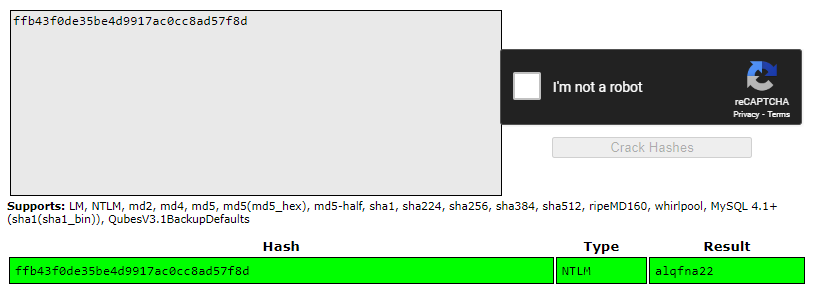 ffb43f0de35be4d9917ac0cc8ad57f8d
I'm not a robot
reCAPTCHA
Privacy - Terms
Crack Hashes
Supports: LM, NTLM, md2, md4, md5, md5(md5_hex), md5-half, sha1, sha224, sha256, sha384, sha512, ripeMD160, whirlpool, MySQL 4.1+
(sha1(sha1_bin)), QubesV3.1BackupDefaults
Hash Type Result
ffb43f0de35be4d9917ac0cc8ad57f8d NTLM alqfna22